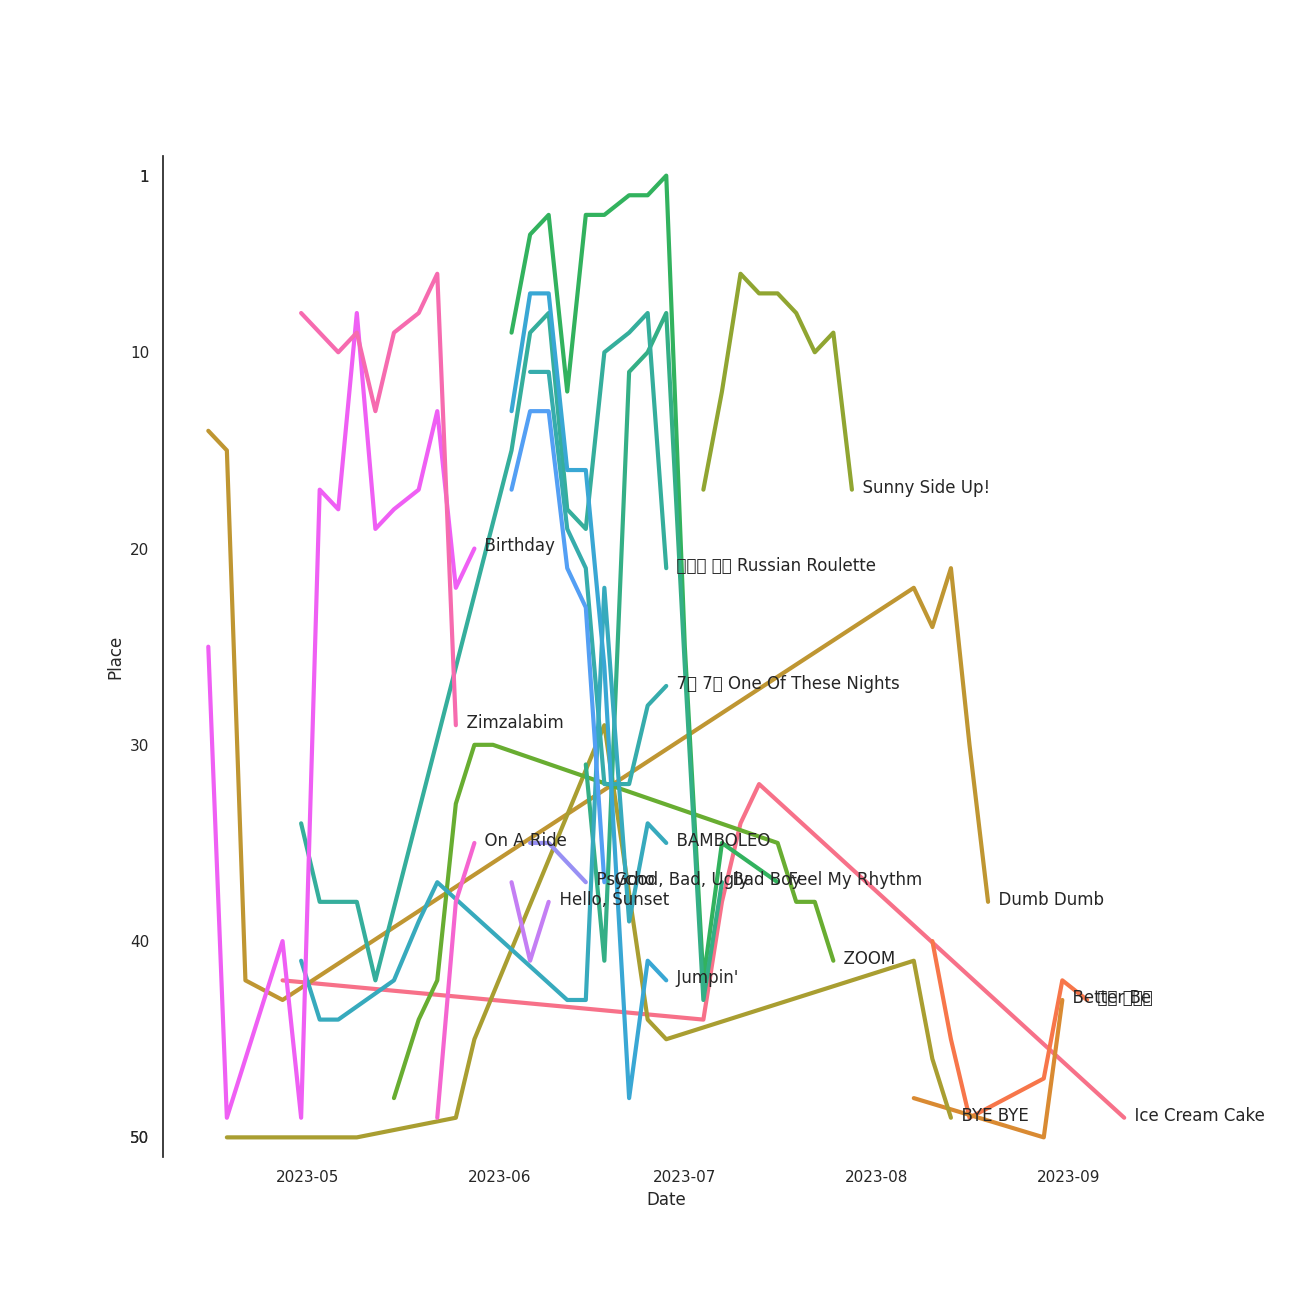 1
10
20
30
40
50
Place
2023-05
2023-06
2023-07
2023-08
2023-09
Date
Sunny Side Up!
Birthday
Russian Roulette
7 7 One Of These Nights
Zimzalabim
On A Ride
BAMBOLEO
Psycho
Good, Bad, Ugly
Bad Boy
Feel My Rhythm
Hello, Sunset
Dumb Dumb
ZOOM
Jumpin'
Better Be
BYE BYE
Ice Cream Cake